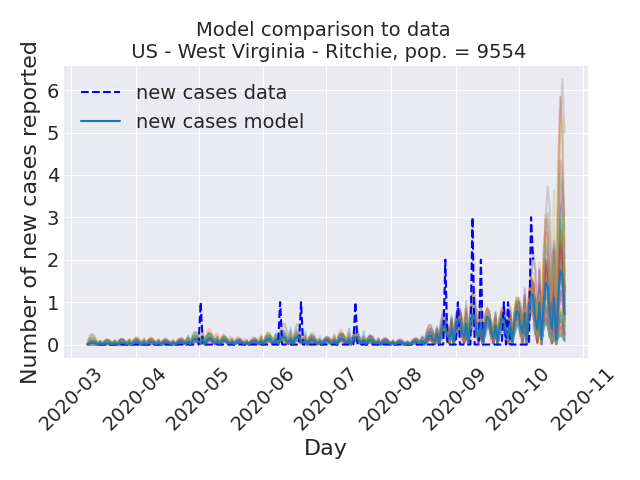 Model comparison to data
US - West Virginia - Ritchie, pop. = 9554
Number of new cases reported
6
5
4
3
2
1
0
new cases data
new cases model
2020-03
2020-04
2020-05
2020-06
2020-07
2020-08
2020-09
2020-10
2020-11
Day